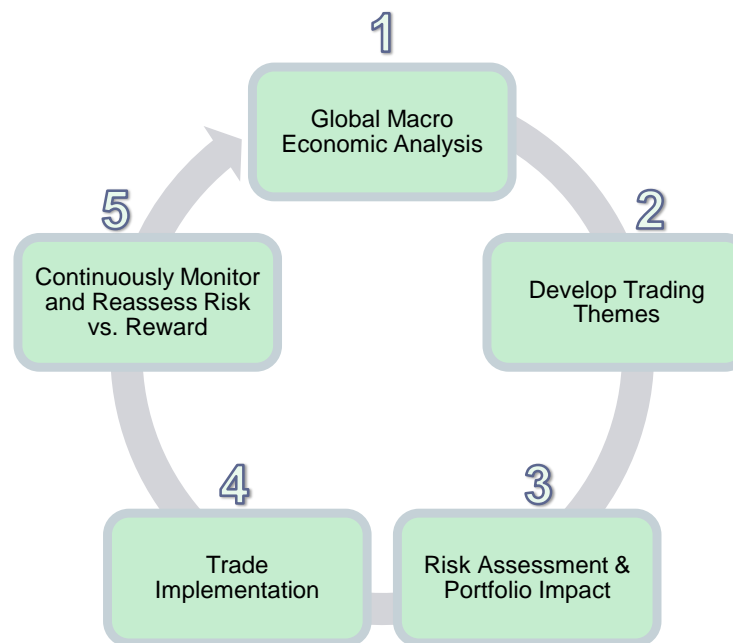 1
Global Macro
Economic Analysis
2
Develop Trading
Themes
3
Risk Assessment &
Portfolio Impact
4
Trade
Implementation
5
Continuously Monitor
and Reassess Risk
vs. Reward